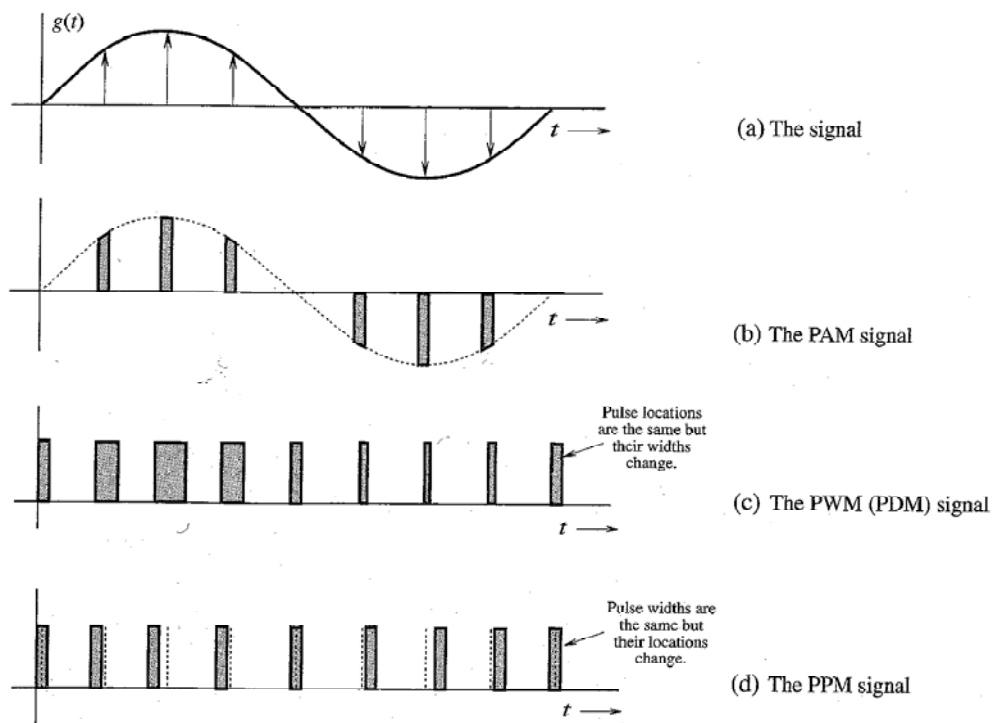 g(t)
t
(a) The signal
t
(b) The PAM signal
Pulse locations
are the same but
their widths
change.
t
(c) The PWM (PDM) signal
Pulse widths are
the same but
their locations
change.
t
(d) The PPM signal